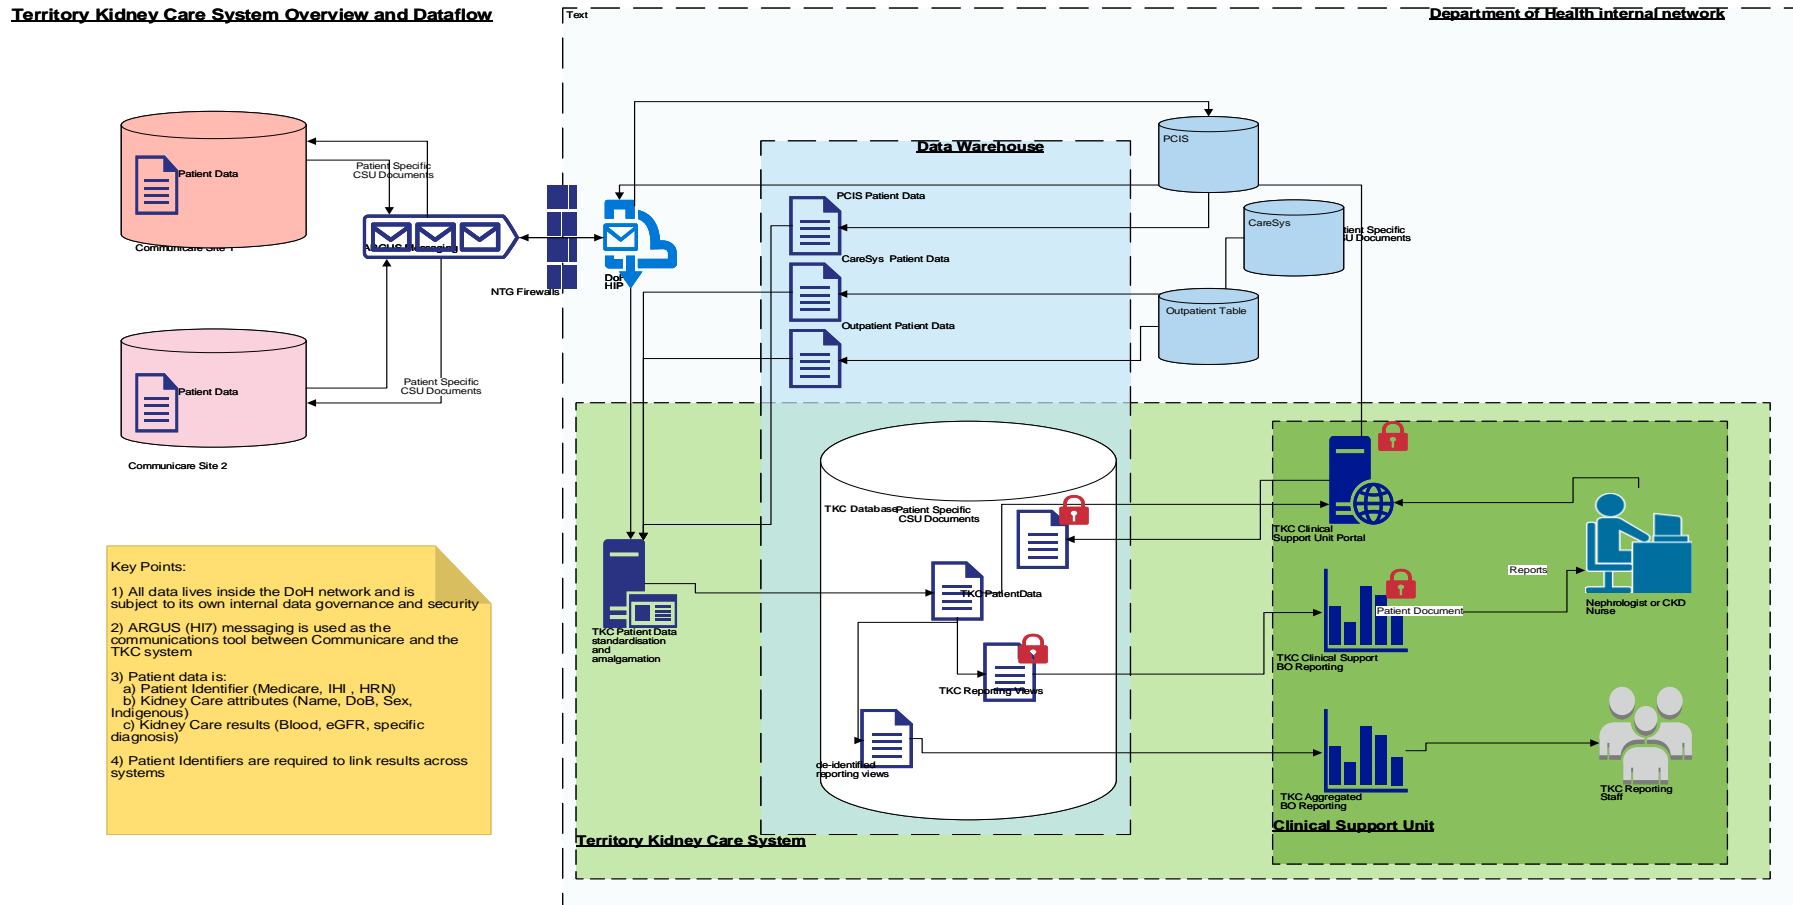 Territory Kidney Care System Overview and Dataflow
Text
Department of Health internal network
Patient Data
Communicare Site 1
Patient Specific
CSU Documents
ARGUS Messaging
NTG Firewalls
DoH
HIP
Patient Data
Communicare Site 2
Patient Specific
CSU Documents
Data Warehouse
PCIS Patient Data
CareSys  Patient Data
Outpatient Patient Data
PCIS
CareSys
tient Specific
SU Documents
Outpatient Table
TKC Database
Patient Specific
CSU Documents
TKC PatientData
TKC Reporting Views
de-identified
reporting views
TKC Patient Data
standardisation
and
amalgamation
Territory Kidney Care System
TKC Clinical
Support Unit Portal
Reports
Patient Document
Nephrologist or CKD
Nurse
TKC Clinical Support
BO Reporting
TKC Aggregated
BO Reporting
TKC Reporting
Staff
Clinical Support Unit
Key Points:
1) All data lives inside the DoH network and is
subject to its own internal data governance and security
2) ARGUS (HI7) messaging is used as the
communications tool between Communicare and the
TKC system
3) Patient data is:
a) Patient Identifier (Medicare, IHI , HRN)
b) Kidney Care attributes (Name, DoB, Sex,
Indigenous)
c) Kidney Care results (Blood, eGFR, specific
diagnosis)
4) Patient Identifiers are required to link results across
systems